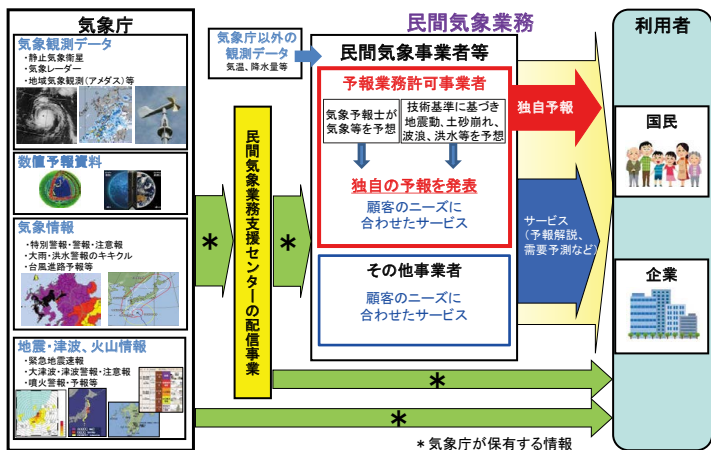 気象庁
気象観測データ
・静止気象衛星
・気象レーダー
・地域気象観測(アメダス)等
数値予報資料
気象情報
・特別警報・警報・注意報
・大雨・洪水警報のキキクル
・台風進路予報等
地震・津波、火山情報
・緊急地震速報
・大津波・津波警報・注意報
・噴火警報・予報等
*
民間気象業務支援センターの配信事業
*
気象庁以外の
観測データ
気温、降水量等
民間気象業務
民間気象事業者等
予報業務許可事業者
気象予報士が
気象等を予想
技術基準に基づき
地震動、土砂崩れ、
波浪、洪水等を予想
独自の予報を発表
顧客のニーズに
合わせたサービス
その他事業者
顧客のニーズに
合わせたサービス
独自予報
サービス
(予報解説、
需要予測など)
*
*
利用者
国民
企業
*気象庁が保有する情報